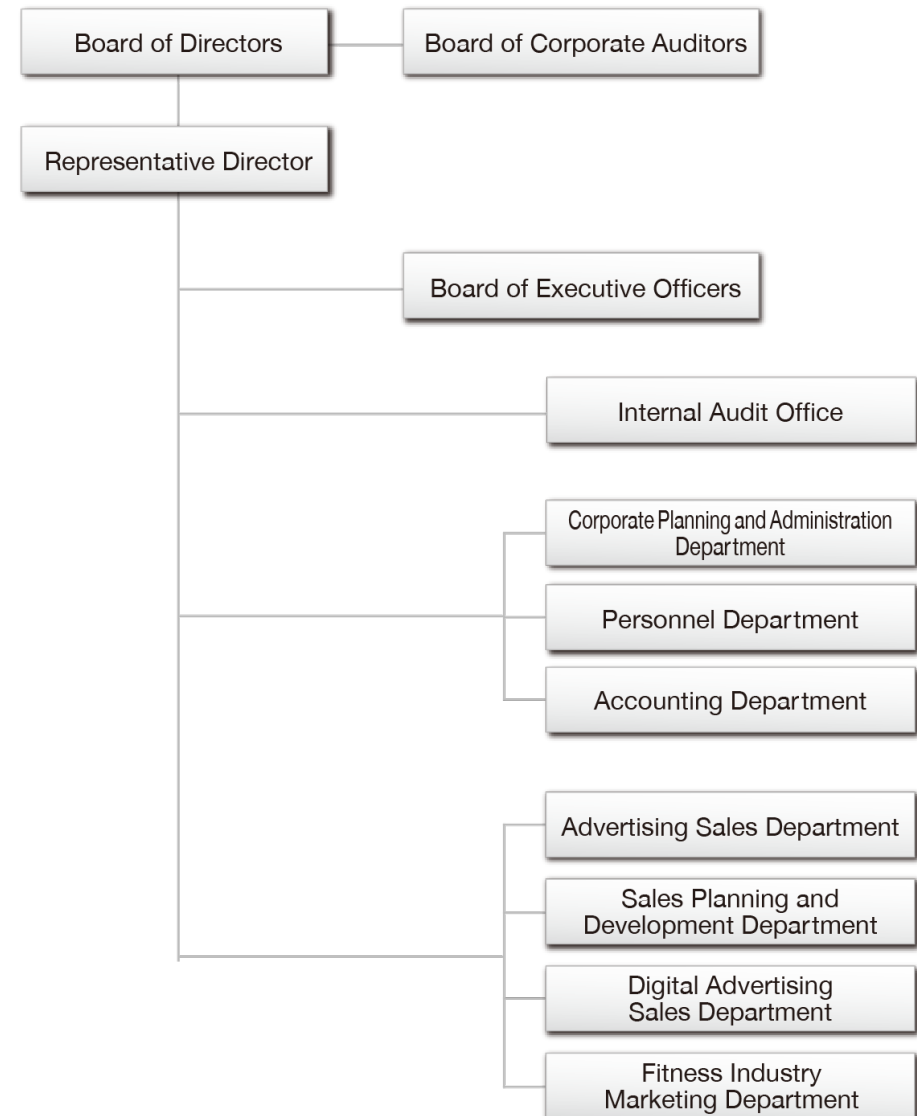 Board of Directors
Board of Corporate Auditors
Representative Director
Board of Executive Officers
Internal Audit Office
Corporate Planning and Administration
Department
Personnel Department
Accounting Department
Advertising Sales Department
Sales Planning and
Development Department
Digital Advertising
Sales Department
Fitness Industry
Marketing Department